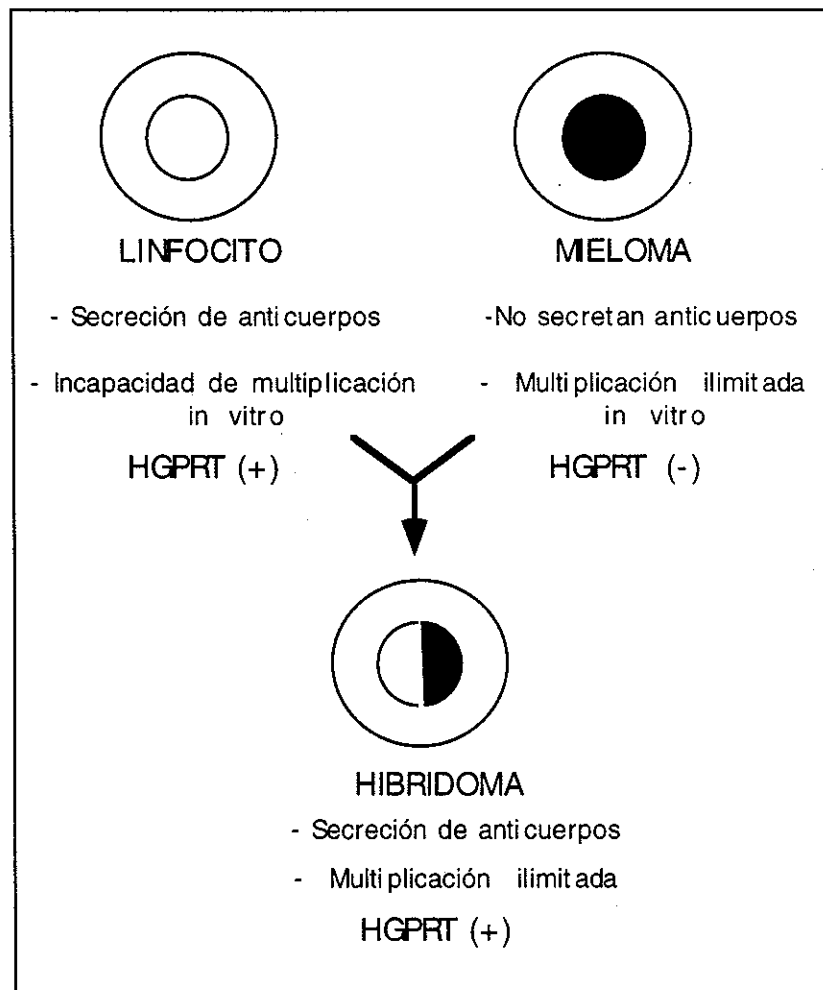 LINFOCITO
- Secreción de anticuerpos
- Incapacidad de multiplicación
in vitro
HGPRT (+)
MIELOMA
-No secretan anticuerpos
- Multiplicación ilimitada
in vitro
HGPRT (-)
HIBRIDOMA
- Secreción de anticuerpos
- Multiplicación ilimitada
HGPRT (+)